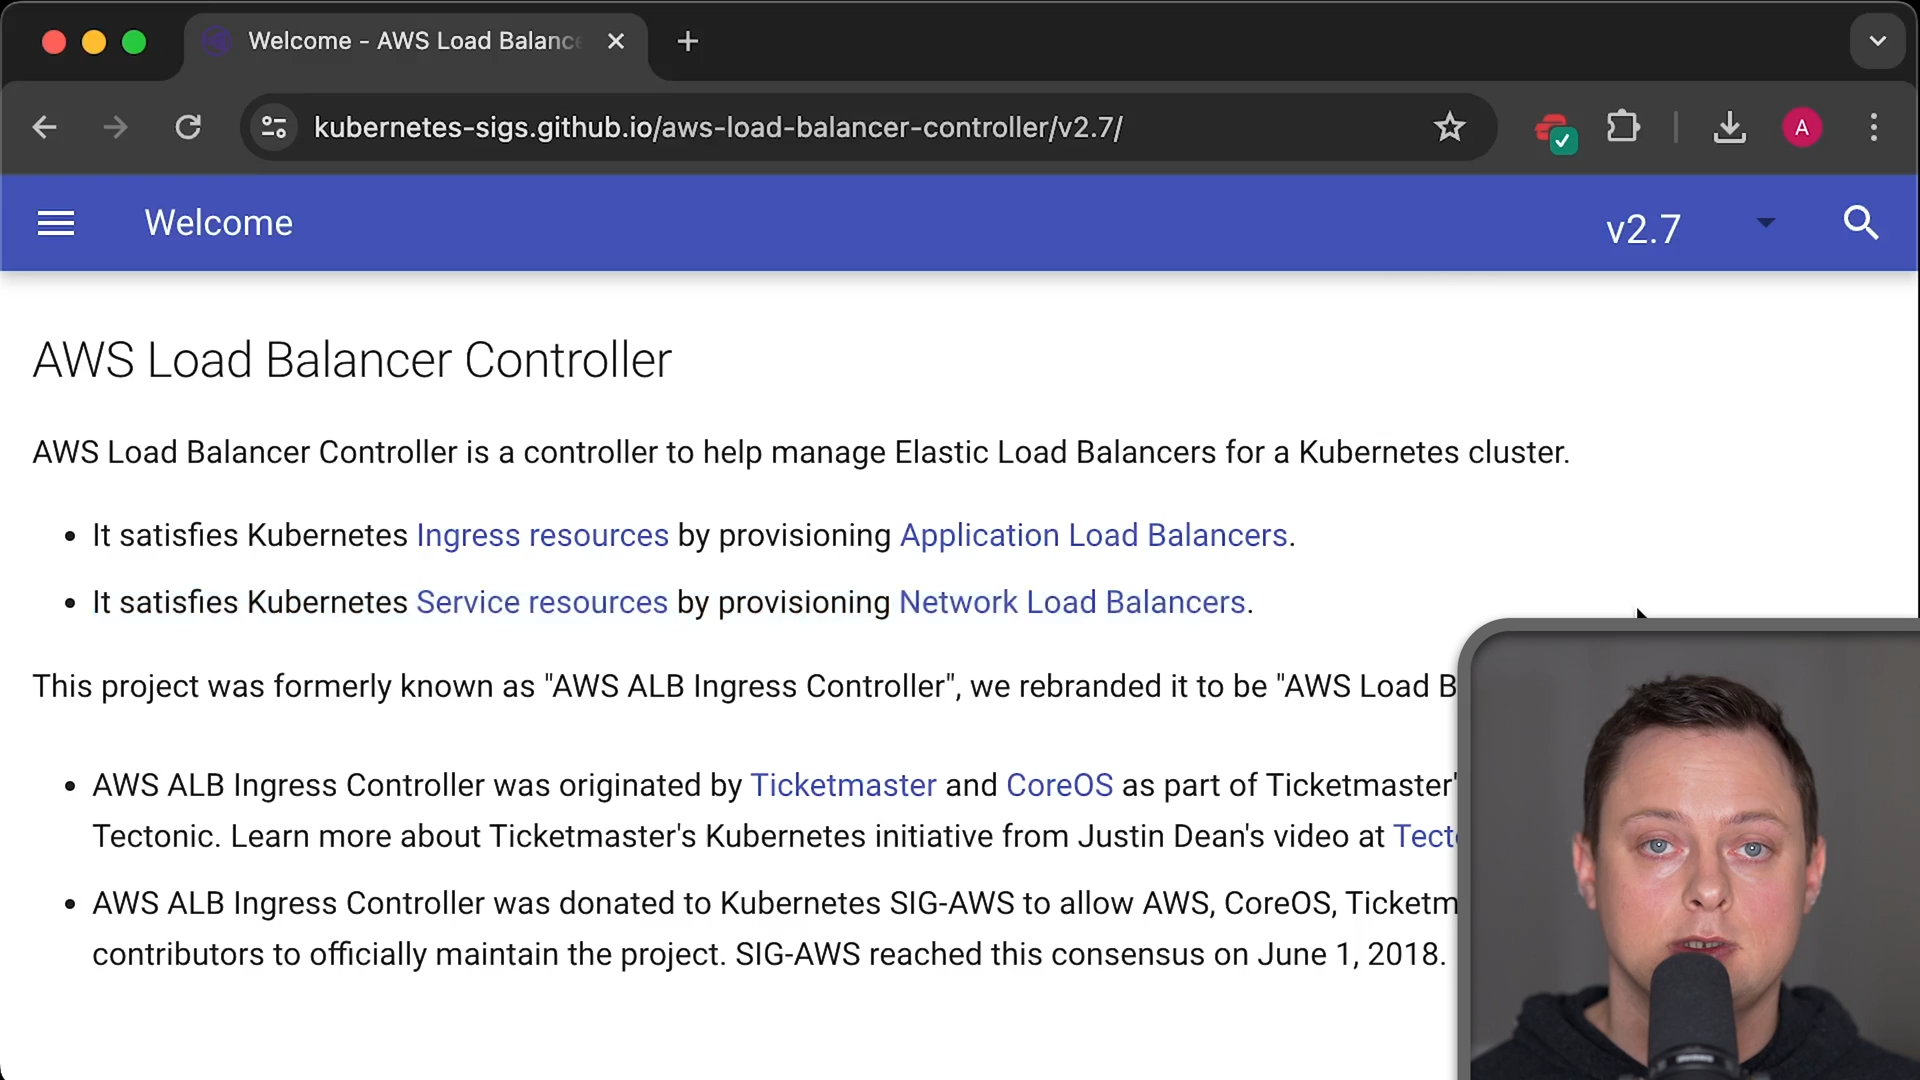 Welcome - AWS Load Balance
kubernetes-sigs.github.io/aws-load-balancer-controller/v2.7/
A
Welcome
v2.7
AWS Load Balancer Controller
AWS Load Balancer Controller is a controller to help manage Elastic Load Balancers for a Kubernetes cluster.
• It satisfies Kubernetes Ingress resources by provisioning Application Load Balancers.
• It satisfies Kubernetes Service resources by provisioning Network Load Balancers.
This project was formerly known as "AWS ALB Ingress Controller", we rebranded it to be "AWS Load B
• AWS ALB Ingress Controller was originated by Ticketmaster and CoreOS as part of Ticketmaster'
Tectonic. Learn more about Ticketmaster's Kubernetes initiative from Justin Dean's video at Tect
• AWS ALB Ingress Controller was donated to Kubernetes SIG-AWS to allow AWS, CoreOS, Ticketm
contributors to officially maintain the project. SIG-AWS reached this consensus on June 1, 2018.